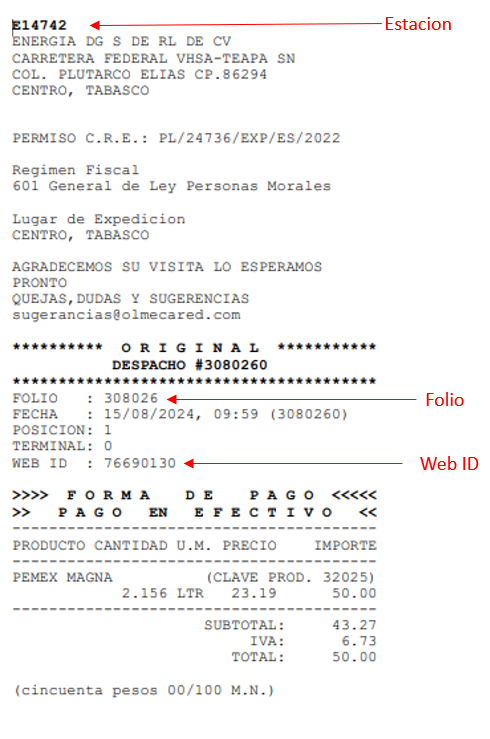 E14742
Estacion
ENERGIA DG S DE RL DE CV
CARRETERA FEDERAL VHSA-TEAPA SN
COL. PLUTARCO ELIAS CP.86294
CENTRO, TABASCO
PERMISO C.R.E.: PL/24736/EXP/ES/2022
Regimen Fiscal
601 General de Ley Personas Morales
Lugar de Expedicion
CENTRO, TABASCO
AGRADECEMOS SU VISITA LO ESPERAMOS
PRONTO
QUEJAS,DUDAS Y SUGERENCIAS
sugerancias@olmecared.com
********** O R I G I N A L ***********
DESPACHO #3080260
****************************************
FOLIO : 308026
Folio
FECHA : 15/08/2024, 09:59 (3080260)
POSICION: 1
TERMINAL: 0
WEB ID : 76690130
Web ID
>>>> F O R M A D E P A G O <<<<<
>> P A G O EN E F E C T I V O <<
----------------------------------------
PRODUCTO CANTIDAD U.M. PRECIO IMPORTE
----------------------------------------
PEMEX MAGNA (CLAVE PROD. 32025)
2.156 LTR 23.19 50.00
----------------------------------------
SUBTOTAL: 43.27
IVA: 6.73
TOTAL: 50.00
(cincuenta pesos 00/100 M.N.)